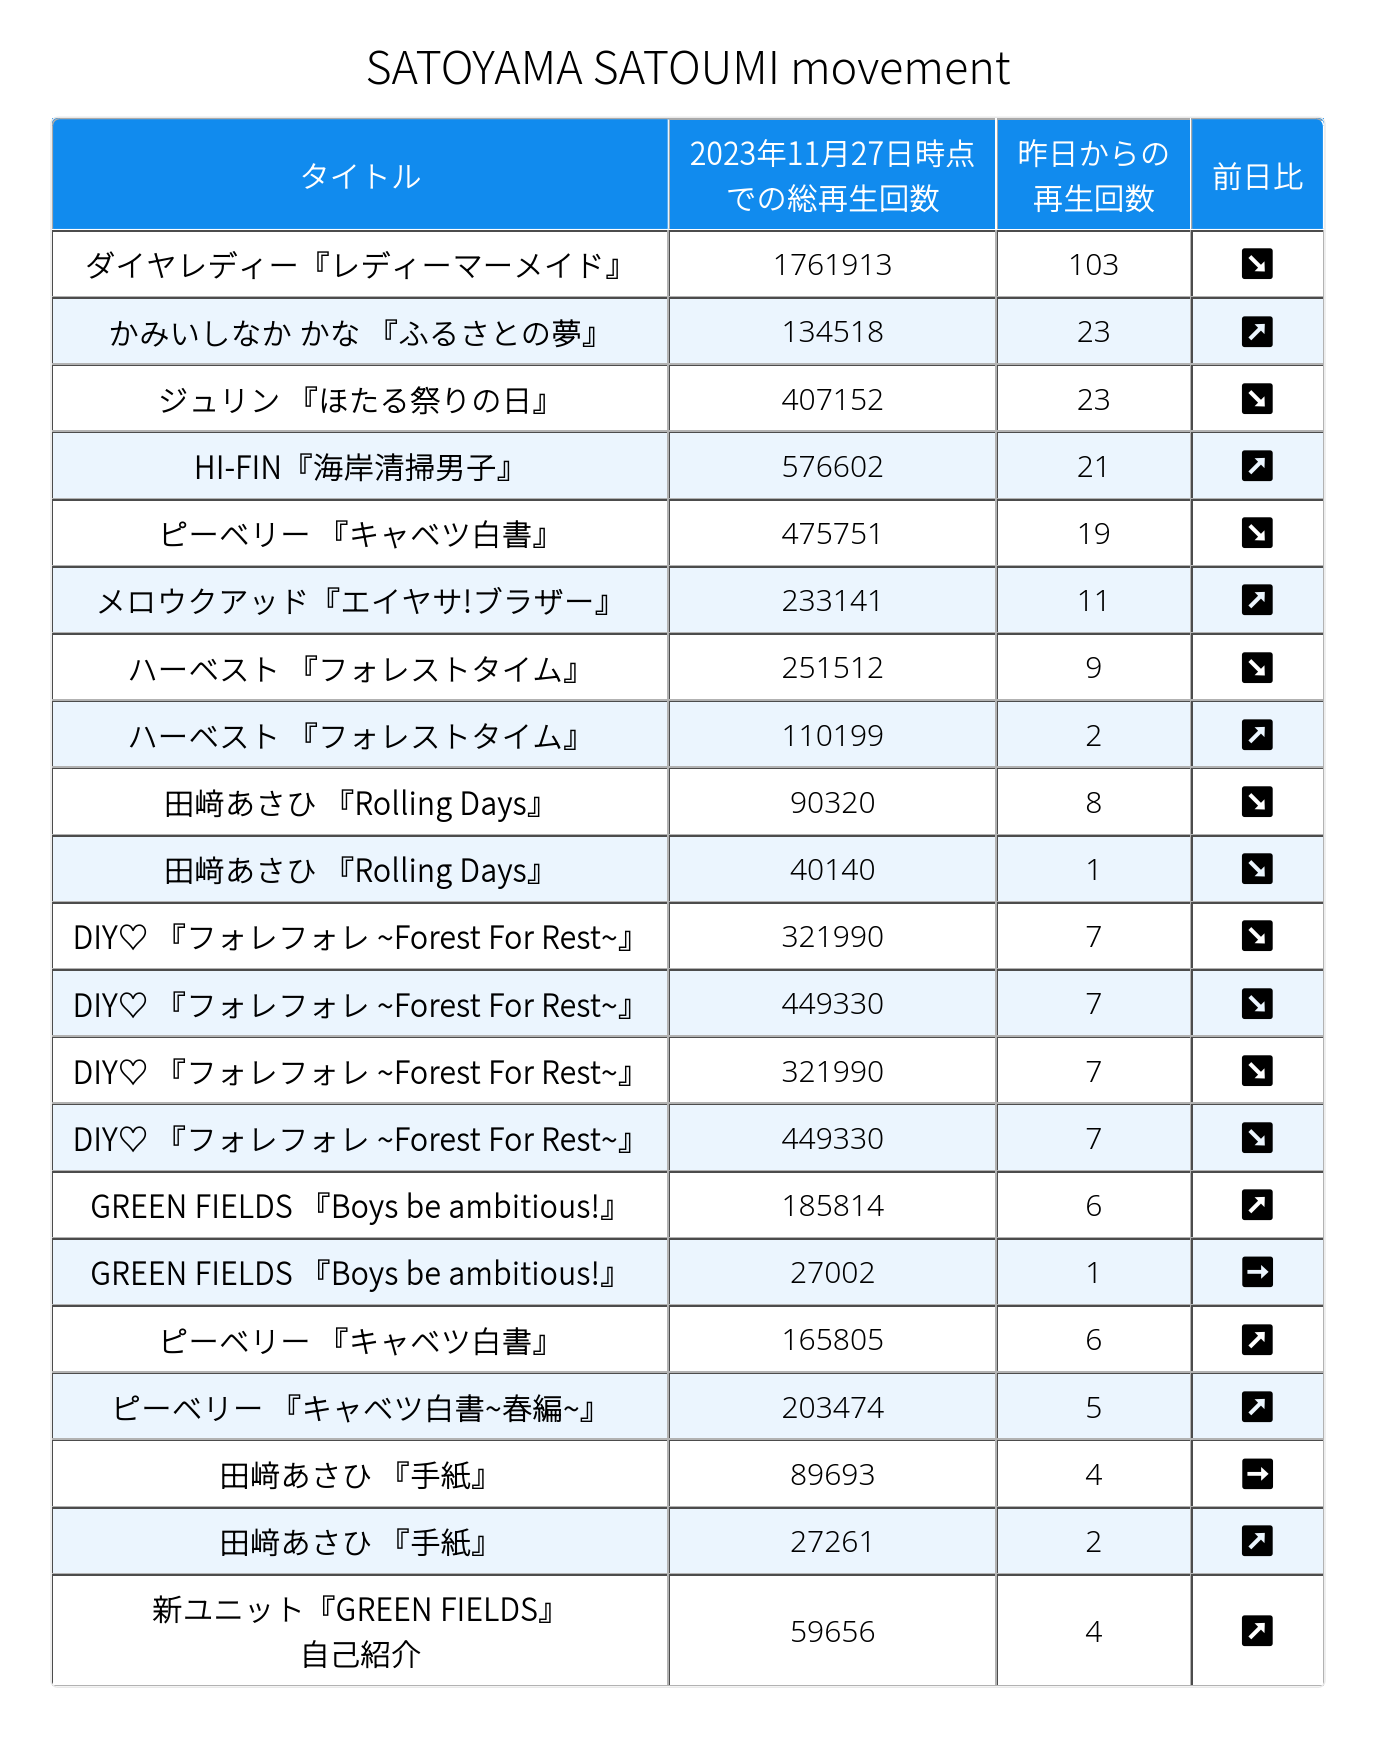 SATOYAMA SATOUMI movement
タイトル
2023年11月27日時点
での総再生回数
昨日からの
再生回数
前日比
ダイヤレディー『レディーマーメイド』 1761913 103 ↘
かみいしなか かな 『ふるさとの夢』 134518 23 ↗
ジュリン 『ほたる祭りの日』 407152 23 ↘
HI-FIN『海岸清掃男子』 576602 21 ↗
ピーベリー 『キャベツ白書』 475751 19 ↘
メロウクアッド『エイヤサ!ブラザー』 233141 11 ↗
ハーベスト 『フォレストタイム』 251512 9 ↘
ハーベスト 『フォレストタイム』 110199 2 ↗
田﨑あさひ 『Rolling Days』 90320 8 ↘
田﨑あさひ 『Rolling Days』 40140 1 ↘
DIY♡ 『フォレフォレ ~Forest For Rest~』 321990 7 ↘
DIY♡ 『フォレフォレ ~Forest For Rest~』 449330 7 ↘
DIY♡ 『フォレフォレ ~Forest For Rest~』 321990 7 ↘
DIY♡ 『フォレフォレ ~Forest For Rest~』 449330 7 ↘
GREEN FIELDS 『Boys be ambitious!』 185814 6 ↗
GREEN FIELDS 『Boys be ambitious!』 27002 1 →
ピーベリー 『キャベツ白書』 165805 6 ↗
ピーベリー 『キャベツ白書~春編~』 203474 5 ↗
田﨑あさひ 『手紙』 89693 4 →
田﨑あさひ 『手紙』 27261 2 ↗
新ユニット『GREEN FIELDS』
自己紹介
59656 4 ↗